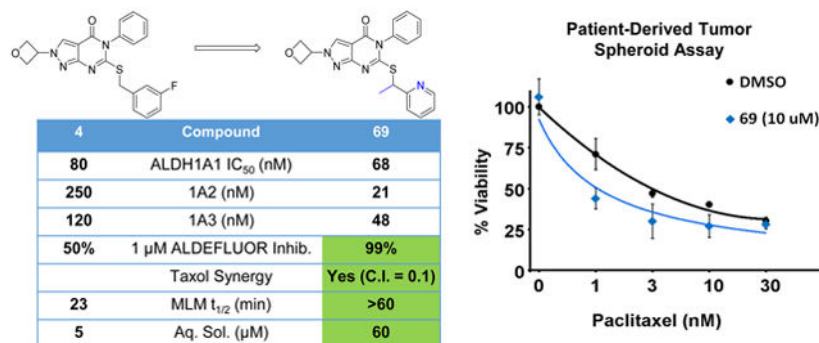 O
N
N
O
N
N
S
F
O
N
N
O
N
N
S
N
4 Compound 69
80 ALDH1A1 IC50 (nM) 68
250 1A2 (nM) 21
120 1A3 (nM) 48
50% 1 µM ALDEFLUOR Inhib. 99%
Taxol Synergy Yes (C.I. = 0.1)
23 MLM t1/2 (min) >60
5 Aq. Sol. (µM) 60
Patient-Derived Tumor
Spheroid Assay
DMSO
69 (10 uM)
% Viability
100
75
50
25
0
0 1 3 10 30
Paclitaxel (nM)